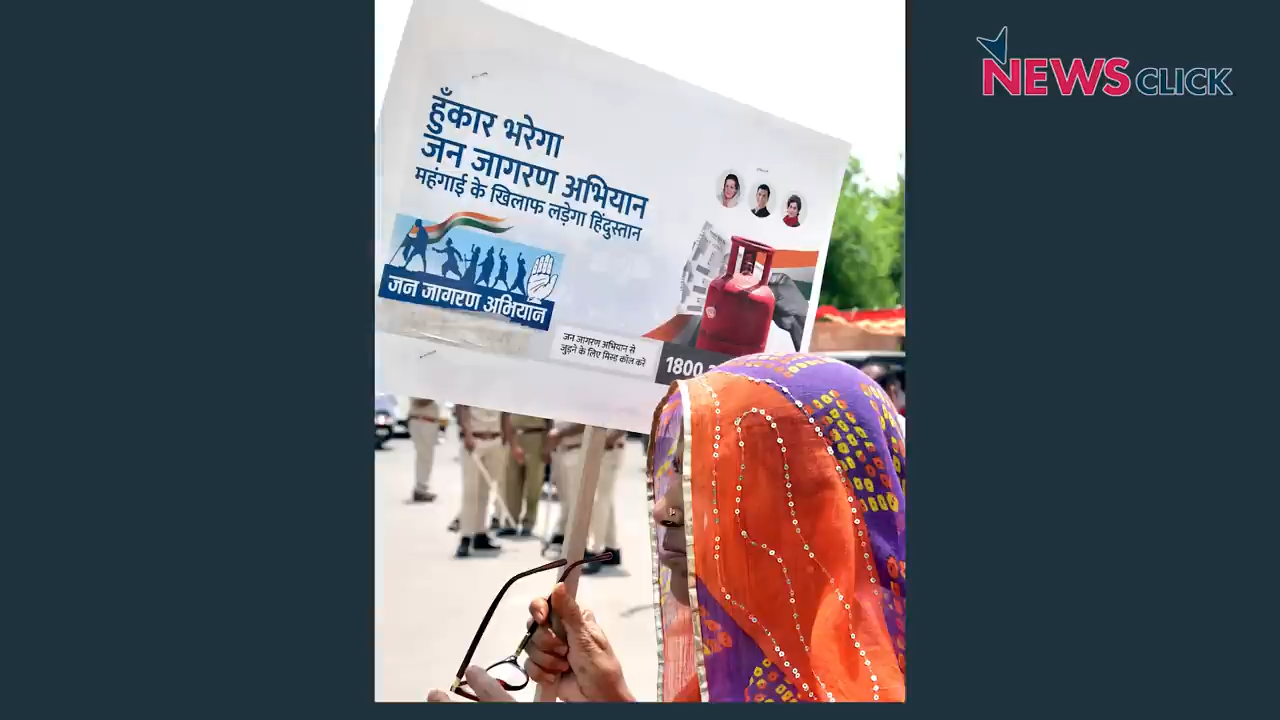 NEWSCLICK
हुँकार भरेगा
जन जागरण अभियान
महंगाई के खिलाफ लड़ेगा हिंदुस्तान
जन जागरण अभियान
जन जागरण अभियान से
जुड़ने के लिए मिस्ड कॉल करें
1800